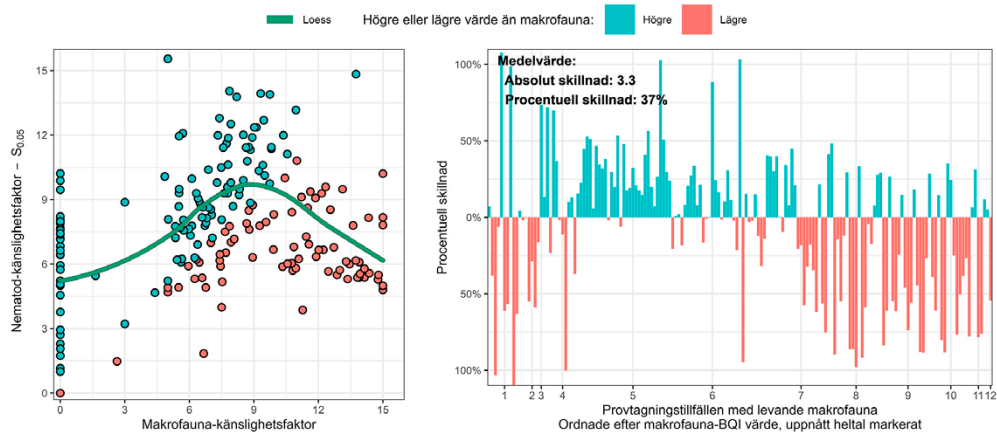 Loess Högre eller lägre värde än makrofauna: Högre Lägre
15
12
9
6
3
0
Nematod-känslighetsfaktor – S0.05
0 3 6 9 12 15
Makrofauna-känslighetsfaktor
Medelvärde:
Absolut skillnad: 3.3
Procentuell skillnad: 37%
100%
50%
0%
50%
100%
Procentuell skillnad
1 2 3 4 5 6 7 8 9 10 11 12
Provtagningstillfällen med levande makrofauna
Ordnade efter makrofauna-BQI värde, uppnått heltal markerat